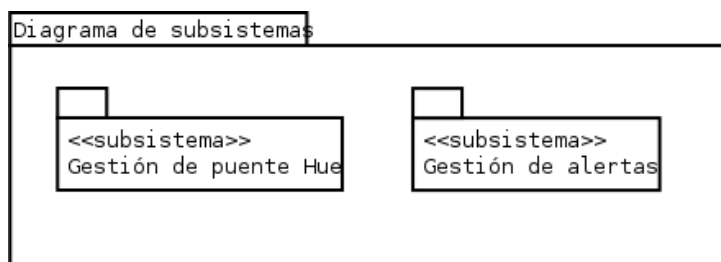 Diagrama de subsistemas
<<subsistema>>
Gestión de puente Hue
<<subsistema>>
Gestión de alertas